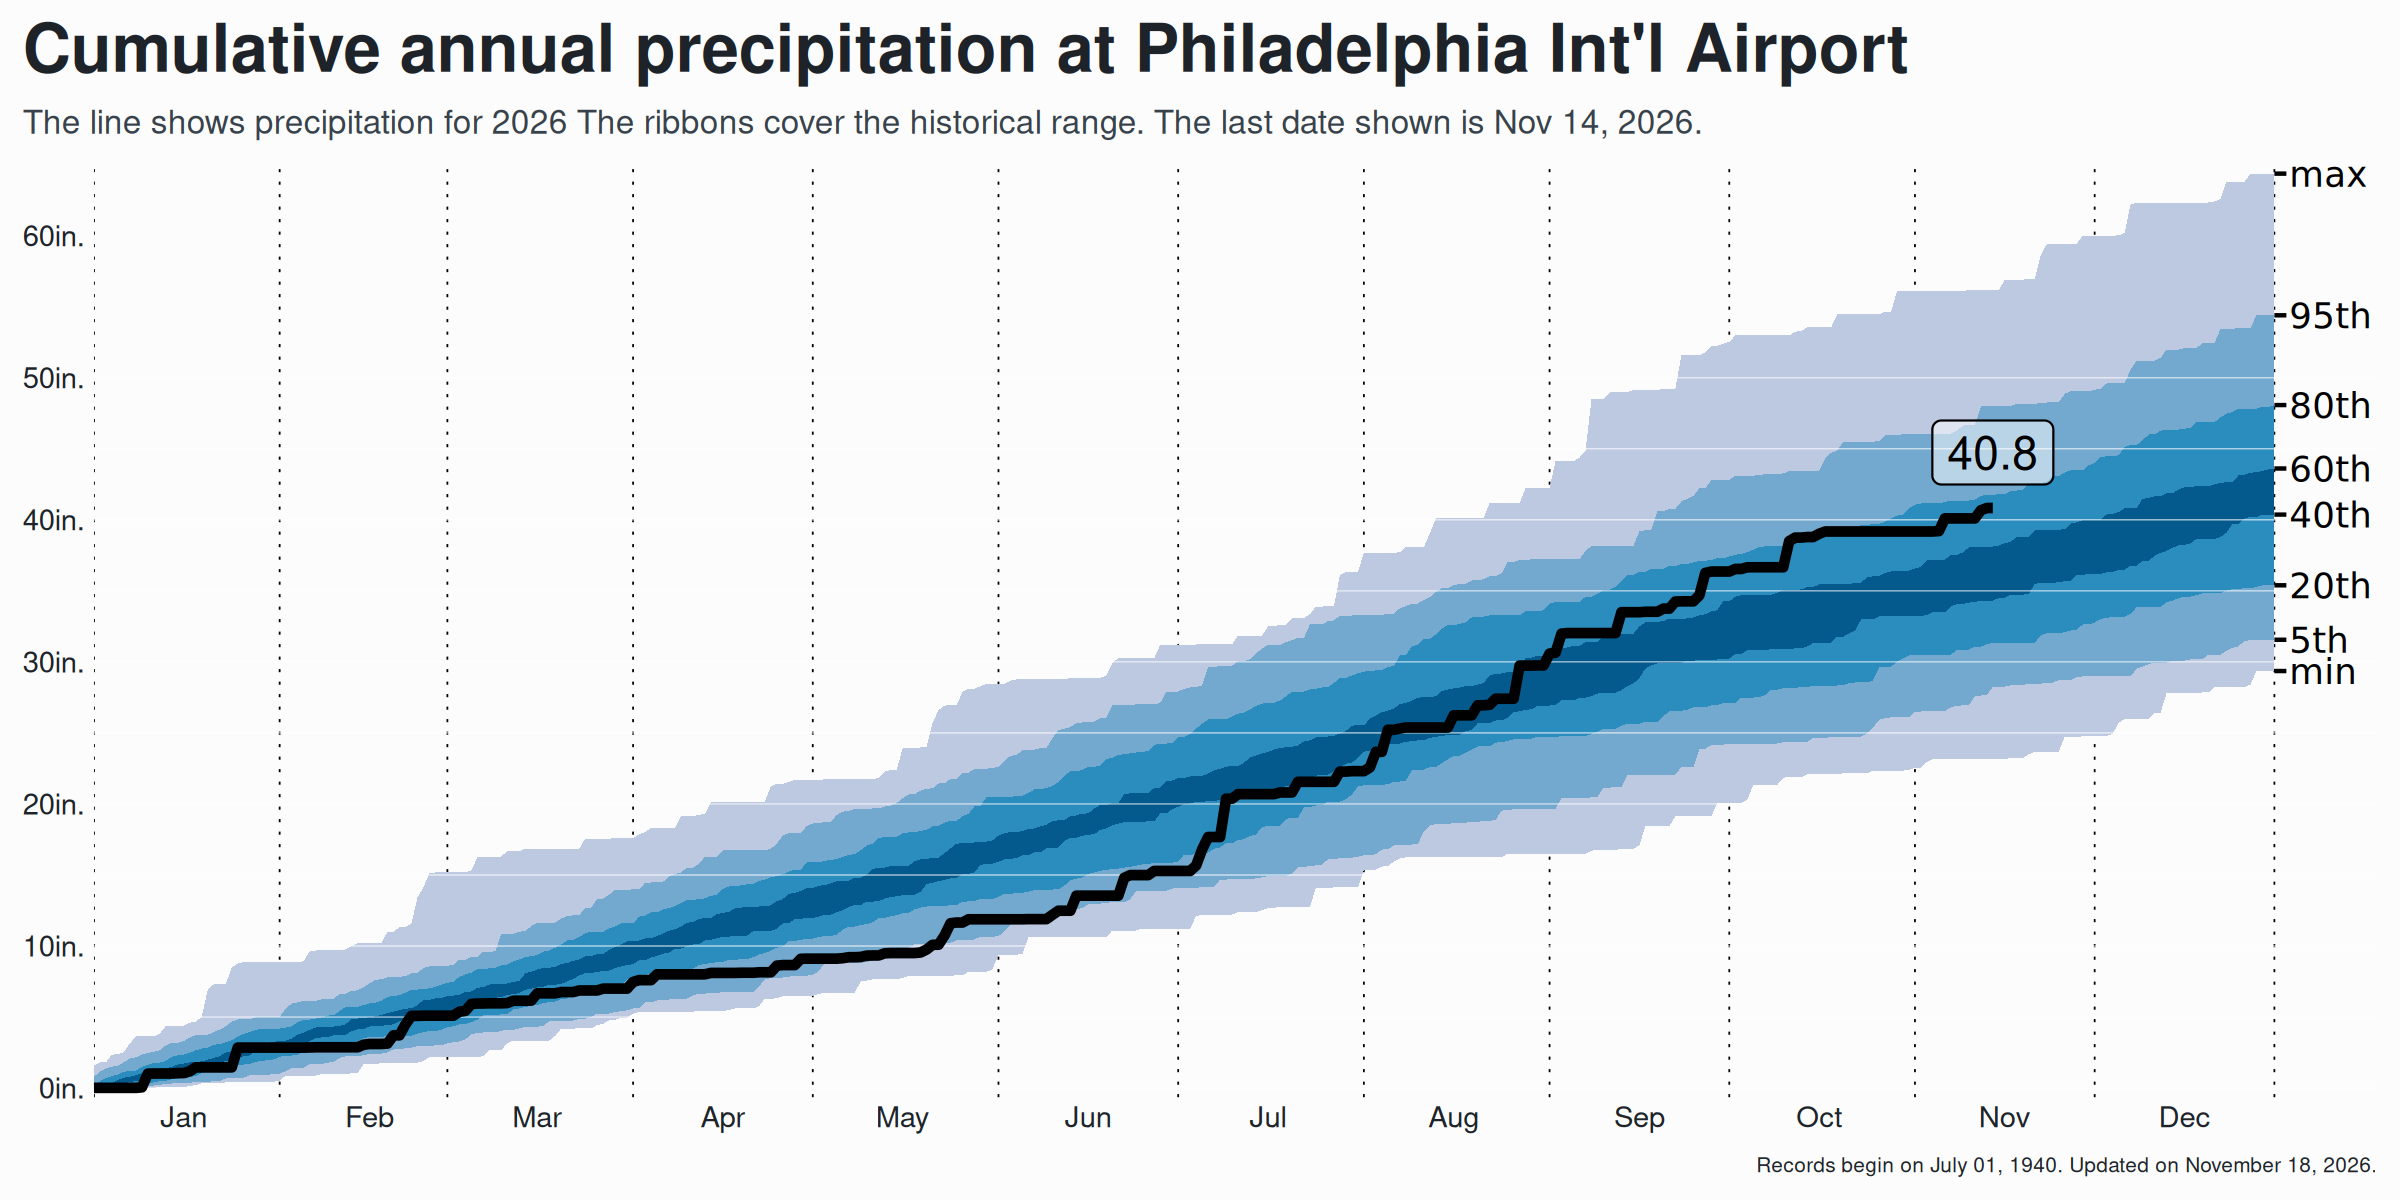 Cumulative annual precipitation at Philadelphia Int'l Airport
The line shows precipitation for 2026 The ribbons cover the historical range. The last date shown is Nov 14, 2026.
max
60in.
95th
50in.
80th
40.8
60th
40in.
40th
20th
5th
30in.
min
20in.
10in.
0in.
Jan Feb Mar Apr May Jun Jul Aug Sep Oct Nov Dec
Records begin on July 01, 1940. Updated on November 18, 2026.